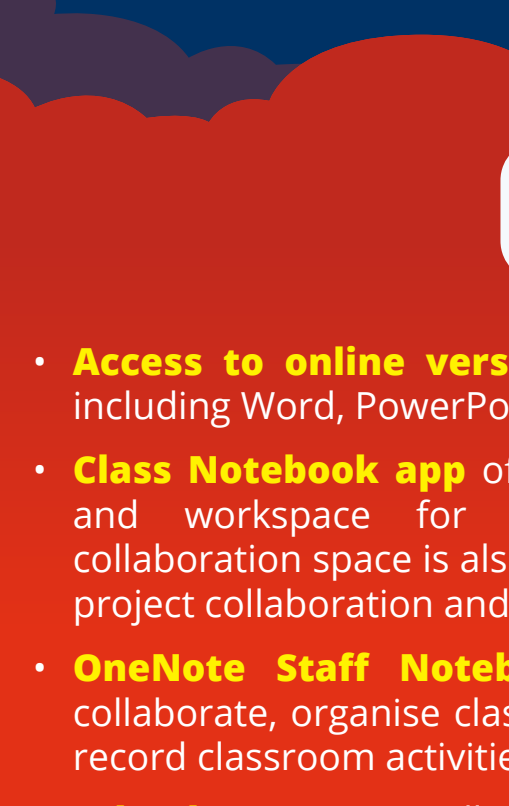 • Access to online vers
including Word, PowerPo
• Class Notebook app of
and workspace for
collaboration space is als
project collaboration and
• OneNote Staff Noteb
collaborate, organise clas
record classroom activitie